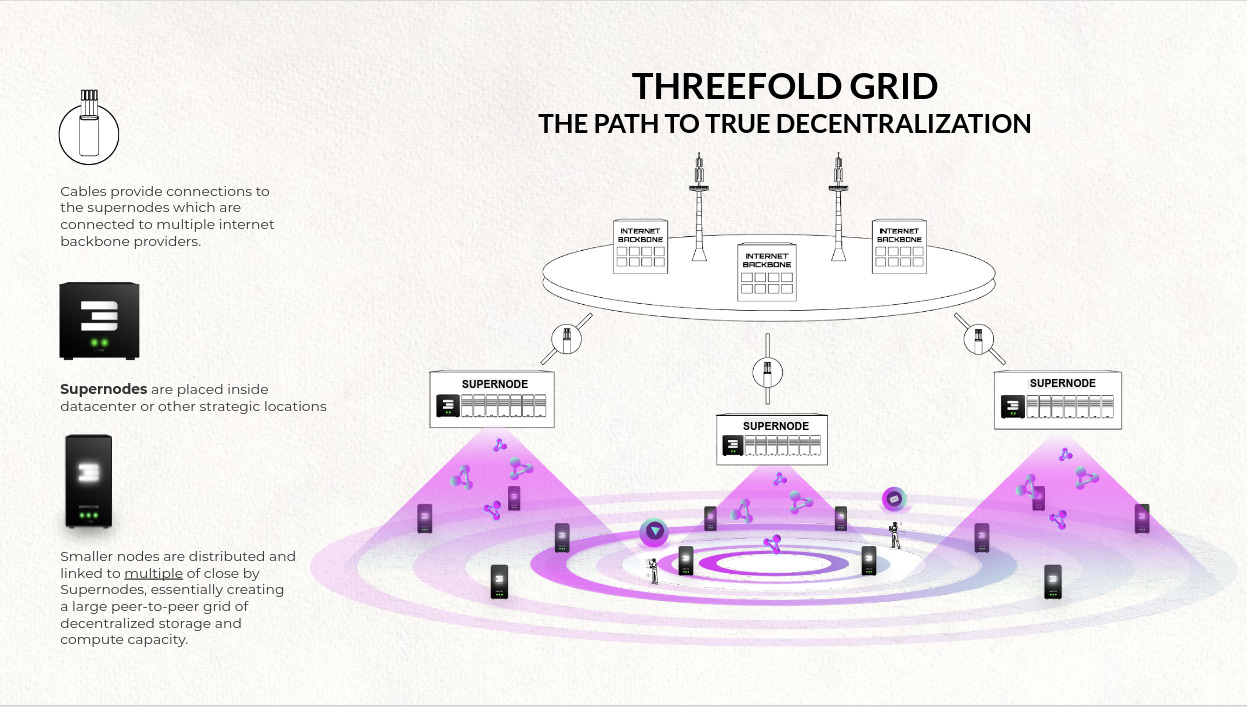 THREEFOLD GRID
THE PATH TO TRUE DECENTRALIZATION
Cables provide connections to
the supernodes which are
connected to multiple internet
backbone providers.
Supernodes are placed inside
datacenter or other strategic locations
Smaller nodes are distributed and
linked to multiple of close by
Supernodes, essentially creating
a large peer-to-peer grid of
decentralized storage and
compute capacity.
INTERNET
BACKBONE
INTERNET
BACKBONE
INTERNET
BACKBONE
SUPERNODE
SUPERNODE
SUPERNODE